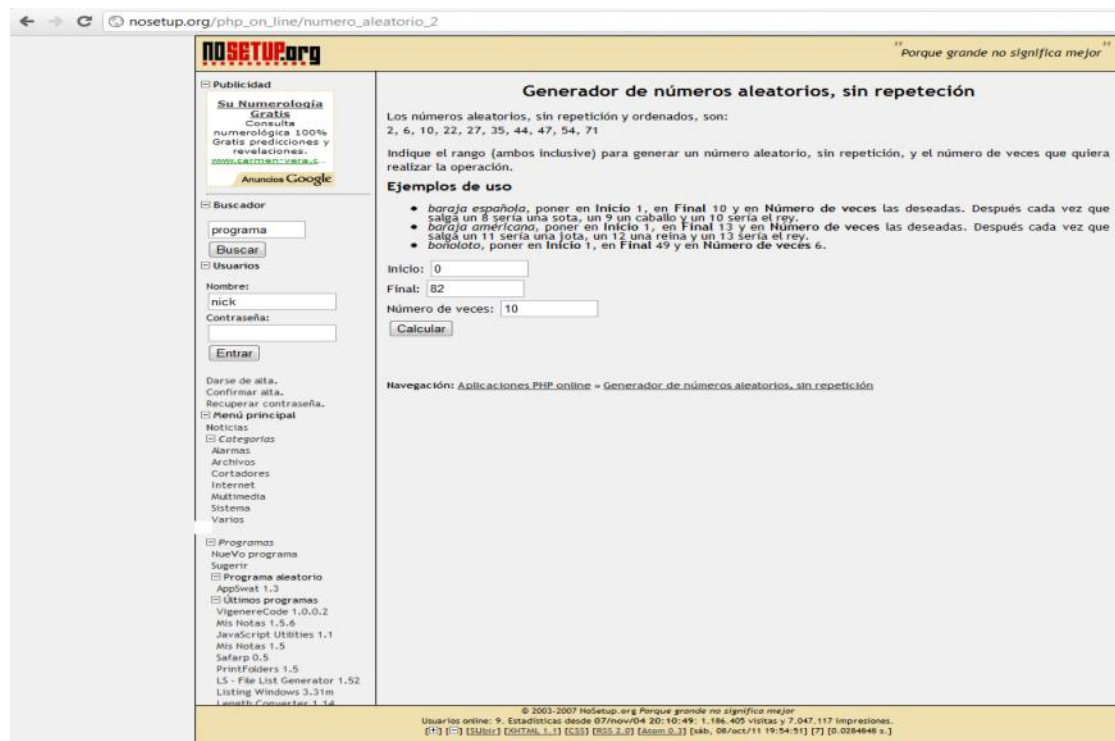 nosetup.org/php_on_line/numero_aleatorio_2
NOSETUP.org
"Porque grande no significa mejor"
Publicidad
Su Numerología
Gratis
Consulta
numerológica 100%
Gratis predicciones y
revelaciones.
www.carmen-vera.c...
Anuncios Google
Buscador
programa
Buscar
Usuarios
Nombre:
nick
Contraseña:
Entrar
Darse de alta.
Confirmar alta.
Recuperar contraseña.
Menú principal
Noticias
Categorías
Alarmas
Archivos
Cortadores
Internet
Multimedia
Sistema
Varios
Programas
NueVo programa
Sugerir
Programa aleatorio
AppSwat 1.3
Últimos programas
VigenereCode 1.0.0.2
Mis Notas 1.5.6
JavaScript Utilities 1.1
Mis Notas 1.5
Safarp 0.5
PrintFolders 1.5
LS - File List Generator 1.52
Listing Windows 3.31m
Length Converter 1.14
Generador de números aleatorios, sin repeteción
Los números aleatorios, sin repetición y ordenados, son:
2, 6, 10, 22, 27, 35, 44, 47, 54, 71
Indique el rango (ambos inclusive) para generar un número aleatorio, sin repetición, y el número de veces que quiera
realizar la operación.
Ejemplos de uso
• baraja española, poner en Inicio 1, en Final 10 y en Número de veces las deseadas. Después cada vez que
salga un 8 sería una sota, un 9 un caballo y un 10 sería el rey.
• baraja américana, poner en Inicio 1, en Final 13 y en Número de veces las deseadas. Después cada vez que
salga un 11 sería una jota, un 12 una reina y un 13 sería el rey.
• bonoloto, poner en Inicio 1, en Final 49 y en Número de veces 6.
Inicio: 0
Final: 82
Número de veces: 10
Calcular
Navegación: Aplicaciones PHP online » Generador de números aleatorios, sin repetición
© 2003-2007 NoSetup.org Porque grande no significa mejor
Usuarios online: 9. Estadísticas desde 07/nov/04 20:10:49: 1.186.405 visitas y 7.047.117 impresiones.
[+] [-] [SUbir] [XHTML 1.1] [CSS] [RSS 2.0] [Atom 0.3] [sáb, 08/oct/11 19:54:51] [7] [0.0284848 s.]